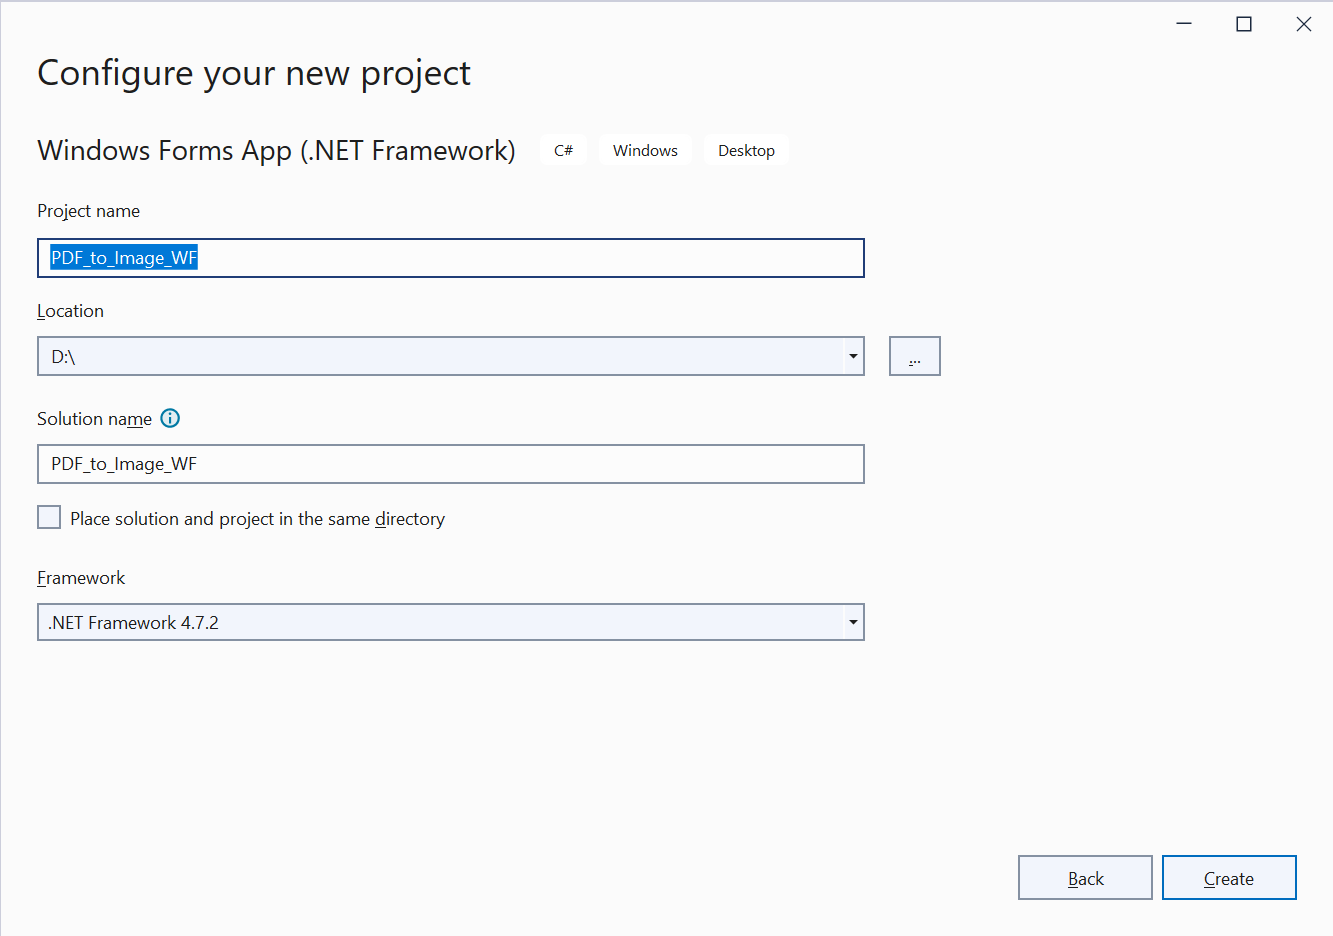 Configure your new project
Windows Forms App (.NET Framework) C# Windows Desktop
Project name
PDF_to_Image_WF
Location
D:\
...
Solution name
PDF_to_Image_WF
Place solution and project in the same directory
Framework
.NET Framework 4.7.2
Back Create